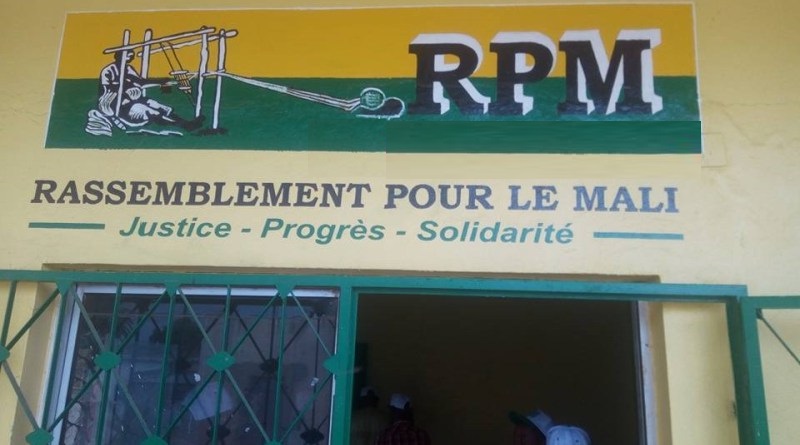 RPM
RASSEMBLEMENT POUR LE MALI
Justice - Progrès - Solidarité